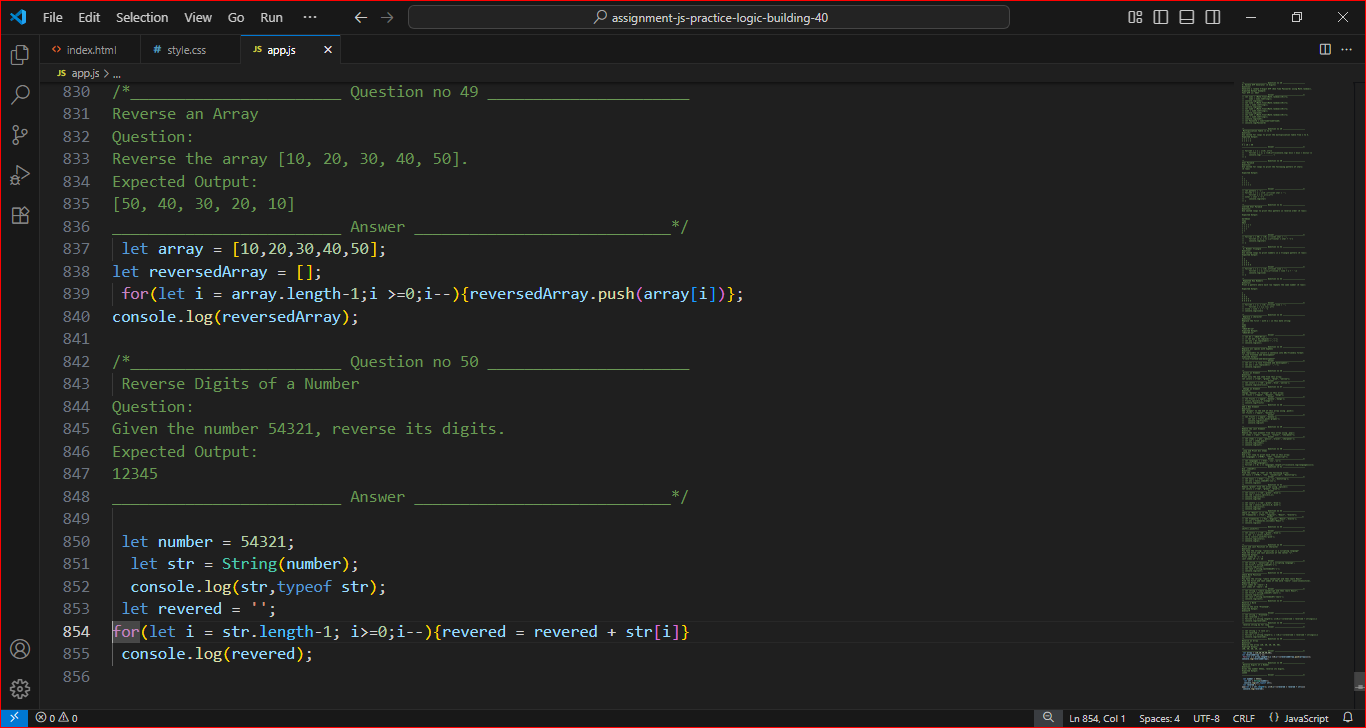 File Edit Selection View Go Run ··· assignment-js-practice-logic-building-40
<> index.html # style.css JS app.js ×
JS app.js > ...
830 /*_______________________ Question no 49 ______________________
831 Reverse an Array
832 Question:
833 Reverse the array [10, 20, 30, 40, 50].
834 Expected Output:
835 [50, 40, 30, 20, 10]
836 _________________________ Answer ____________________________*/
837 let array = [10,20,30,40,50];
838 let reversedArray = [];
839 for(let i = array.length-1;i >=0;i--){reversedArray.push(array[i])};
840 console.log(reversedArray);
841
842 /*_______________________ Question no 50 ______________________
843 Reverse Digits of a Number
844 Question:
845 Given the number 54321, reverse its digits.
846 Expected Output:
847 12345
848 _________________________ Answer ____________________________*/
849
850 let number = 54321;
851 let str = String(number);
852 console.log(str,typeof str);
853 let revered = '';
854 for(let i = str.length-1; i>=0;i--){revered = revered + str[i]}
855 console.log(revered);
856
0 0 Ln 854, Col 1 Spaces: 4 UTF-8 CRLF {} JavaScript